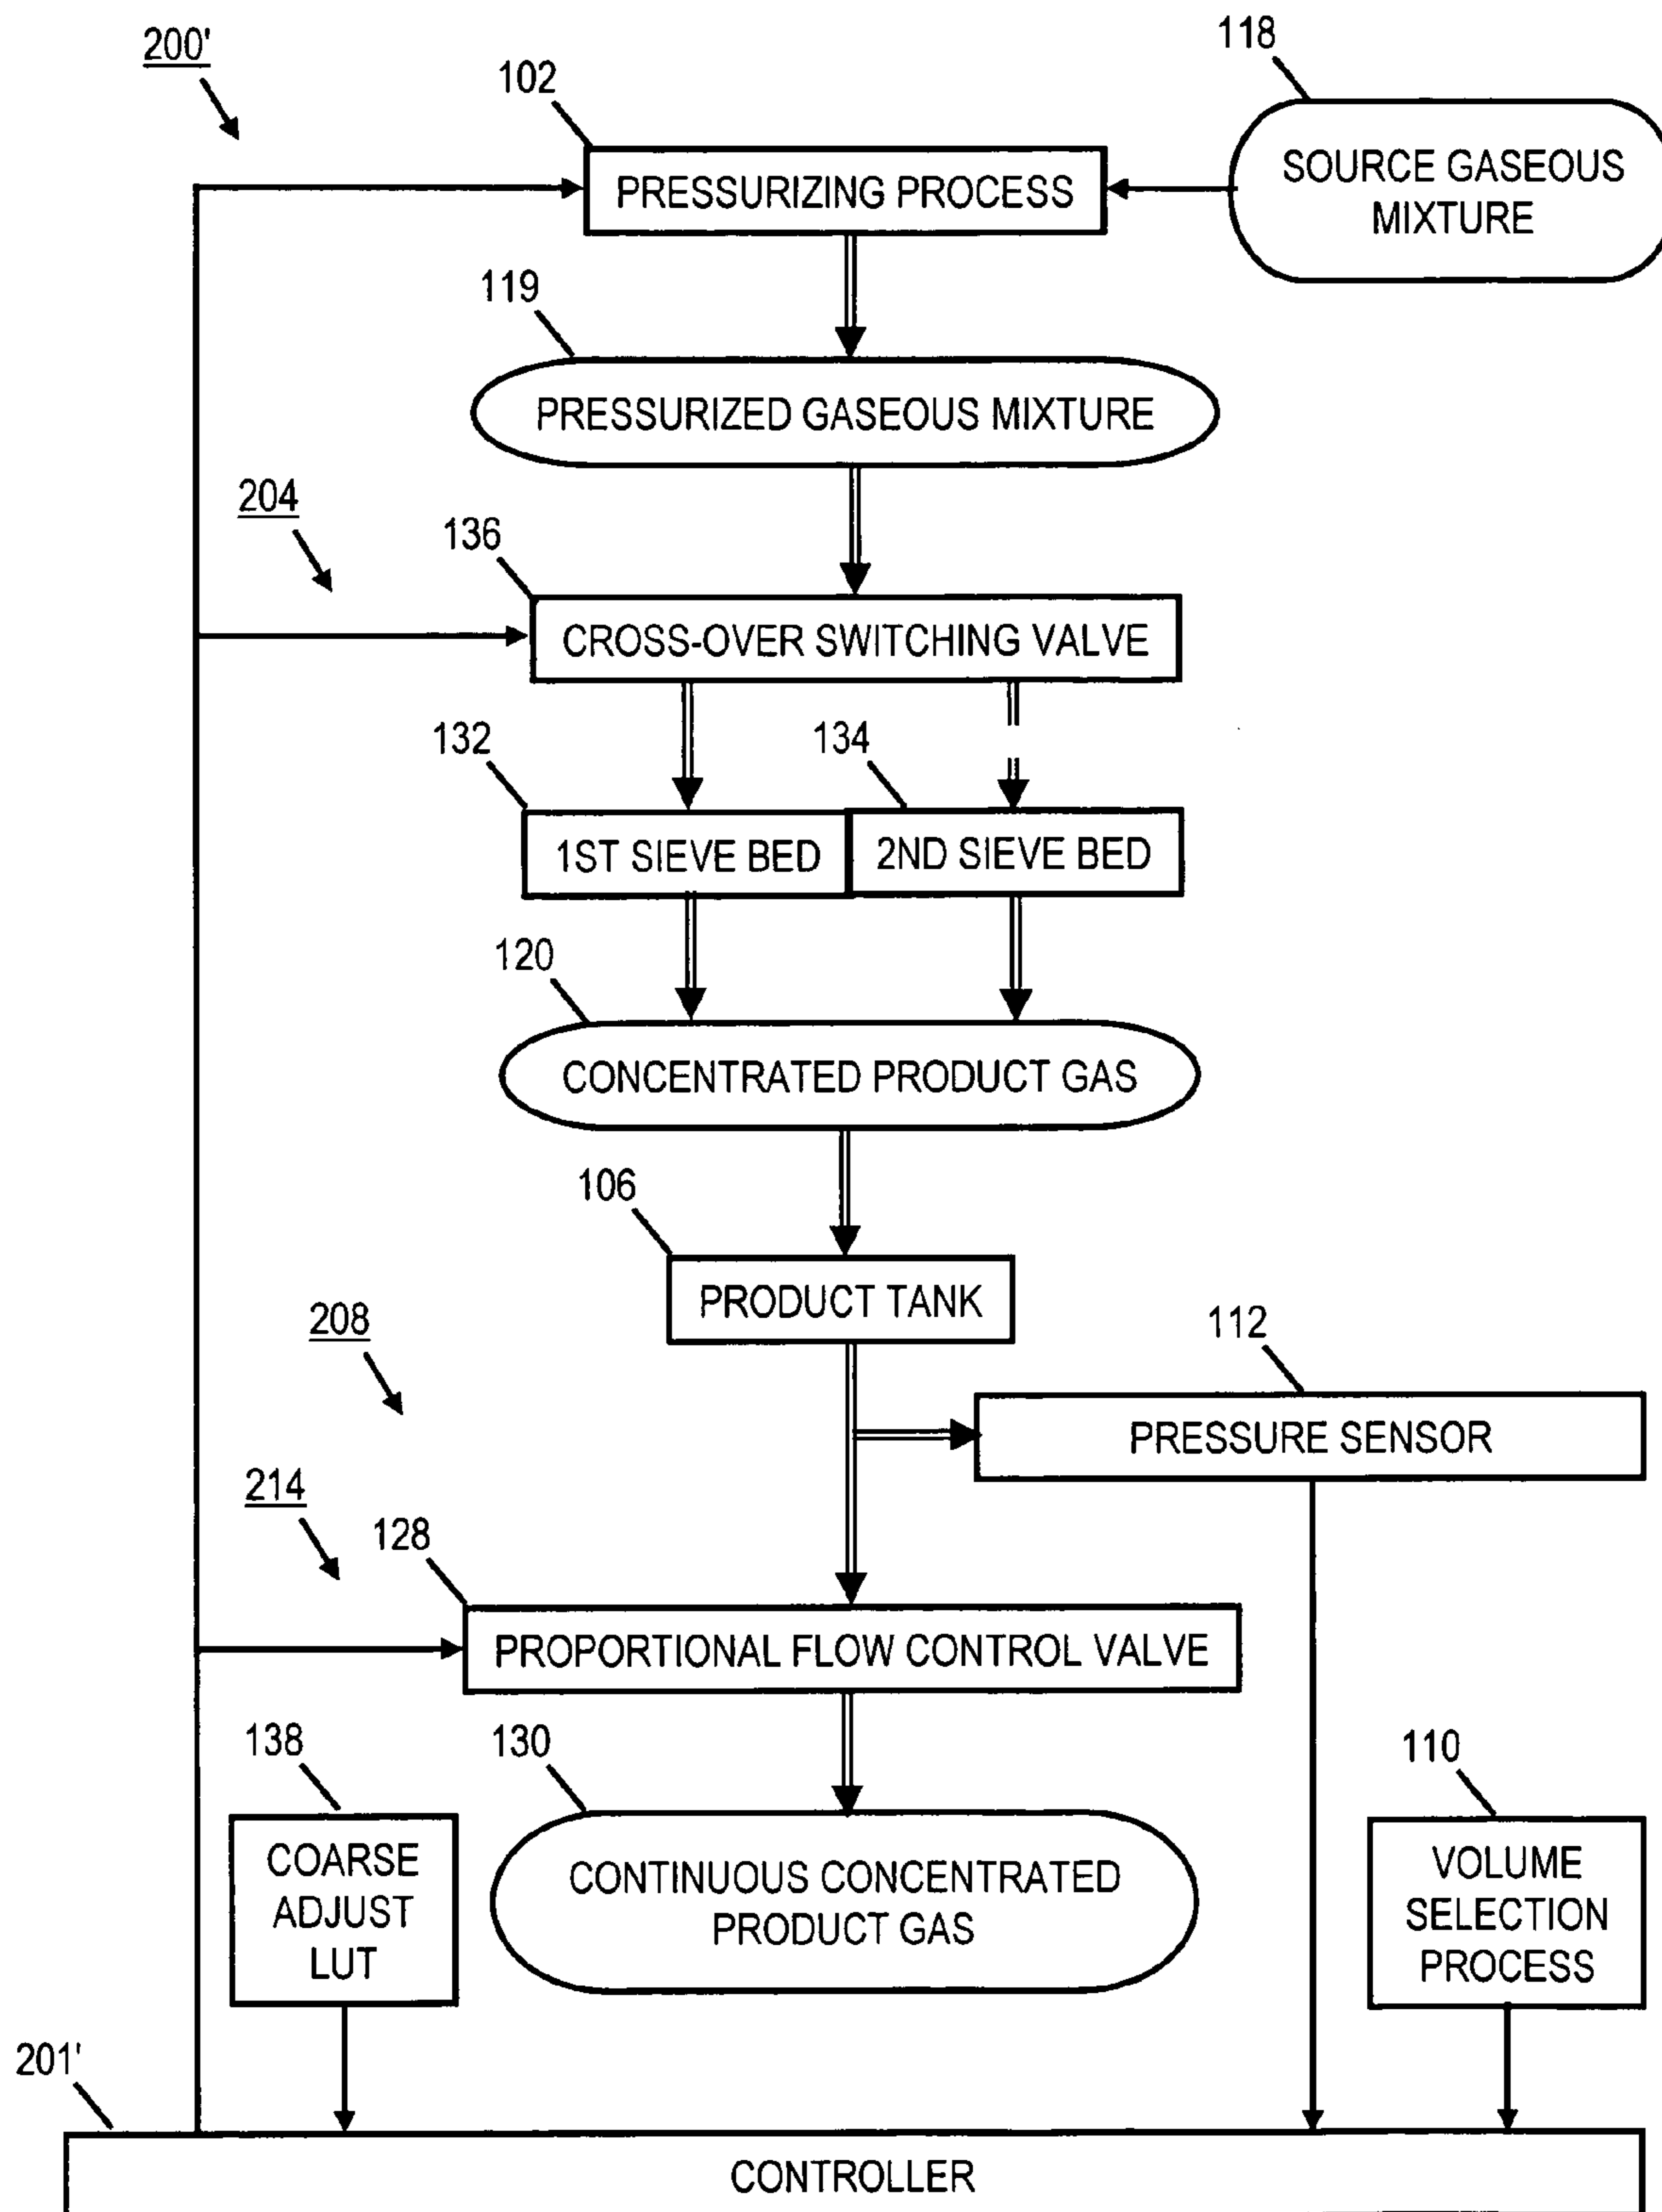 200'
118
102
SOURCE GASEOUS
MIXTURE
PRESSURIZING PROCESS
119
PRESSURIZED GASEOUS MIXTURE
204
136
CROSS-OVER SWITCHING VALVE
132
134
1ST SIEVE BED
2ND SIEVE BED
120
CONCENTRATED PRODUCT GAS
106
PRODUCT TANK
208
112
PRESSURE SENSOR
214
128
PROPORTIONAL FLOW CONTROL VALVE
138
130
110
COARSE
ADJUST
LUT
CONTINUOUS CONCENTRATED
PRODUCT GAS
VOLUME
SELECTION
PROCESS
201'
CONTROLLER